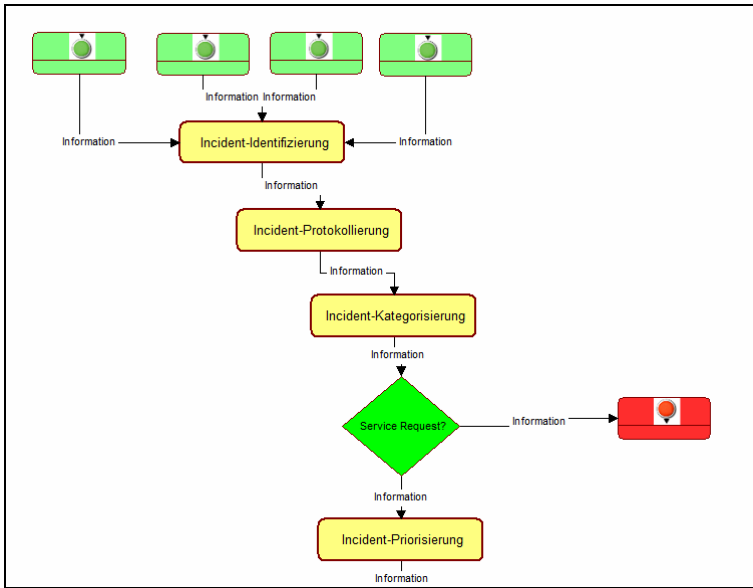 Information Information
Information Information
Incident-Identifizierung
Information
Incident-Protokollierung
Information
Incident-Kategorisierung
Information
Service Request?
Information
Information
Incident-Priorisierung
Information